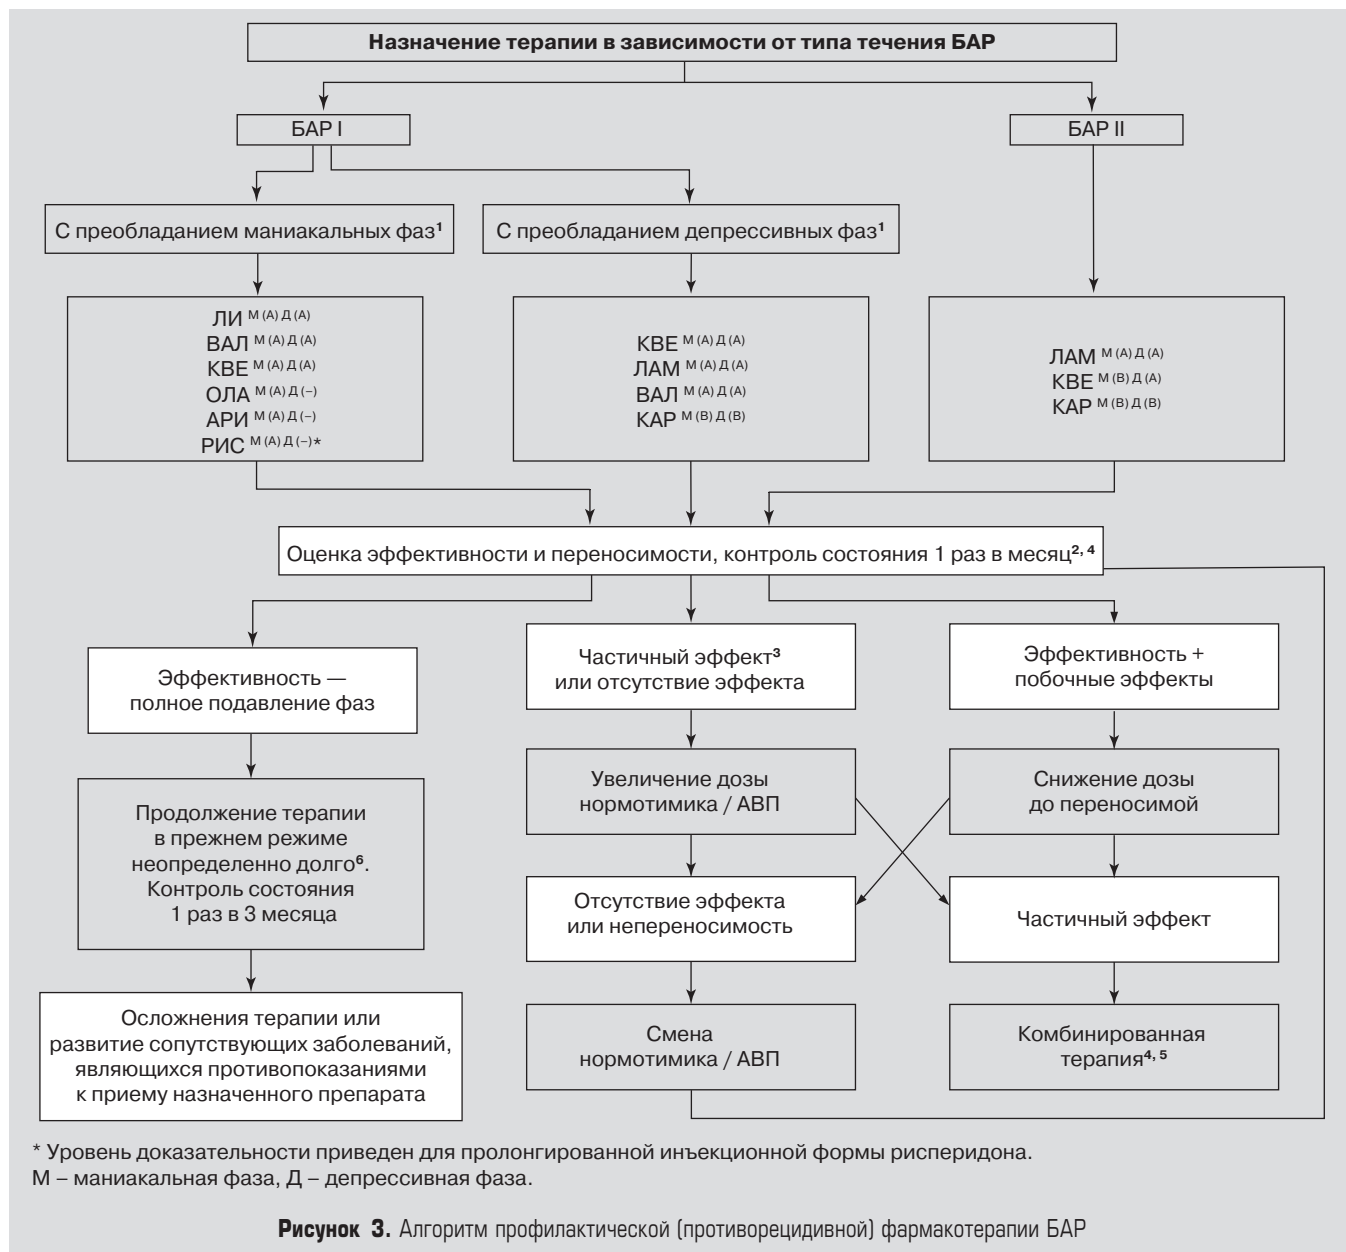 Назначение терапии в зависимости от типа течения БАР
БАР I
БАР II
С преобладанием маниакальных фаз¹
С преобладанием депрессивных фаз¹
ЛИ М (А) Д (А)
ВАЛ М (А) Д (А)
КВЕ М (А) Д (А)
ОЛА М (А) Д (–)
АРИ М (А) Д (–)
РИС М (А) Д (–)*
КВЕ М (А) Д (А)
ЛАМ М (А) Д (А)
ВАЛ М (А) Д (А)
КАР М (В) Д (В)
ЛАМ М (А) Д (А)
КВЕ М (В) Д (А)
КАР М (В) Д (В)
Оценка эффективности и переносимости, контроль состояния 1 раз в месяц²˒ ⁴
Эффективность —
полное подавление фаз
Частичный эффект³
или отсутствие эффекта
Эффективность +
побочные эффекты
Продолжение терапии
в прежнем режиме
неопределенно долго⁶.
Контроль состояния
1 раз в 3 месяца
Увеличение дозы
нормотимика / АВП
Снижение дозы
до переносимой
Отсутствие эффекта
или непереносимость
Частичный эффект
Осложнения терапии или
развитие сопутствующих заболеваний,
являющихся противопоказаниями
к приему назначенного препарата
Смена
нормотимика / АВП
Комбинированная
терапия⁴˒ ⁵
* Уровень доказательности приведен для пролонгированной инъекционной формы рисперидона.
М – маниакальная фаза, Д – депрессивная фаза.
Рисунок 3. Алгоритм профилактической (противорецидивной) фармакотерапии БАР